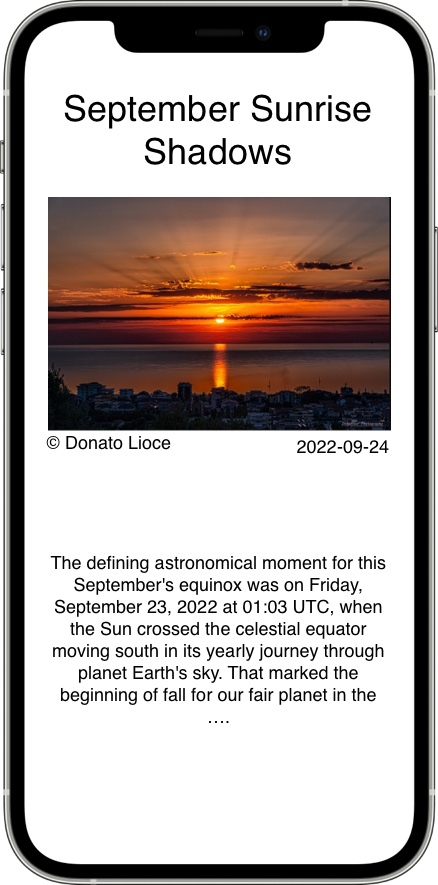 September Sunrise
Shadows
© Donato Lioce
2022-09-24
The defining astronomical moment for this
September's equinox was on Friday,
September 23, 2022 at 01:03 UTC, when
the Sun crossed the celestial equator
moving south in its yearly journey through
planet Earth's sky. That marked the
beginning of fall for our fair planet in the
....